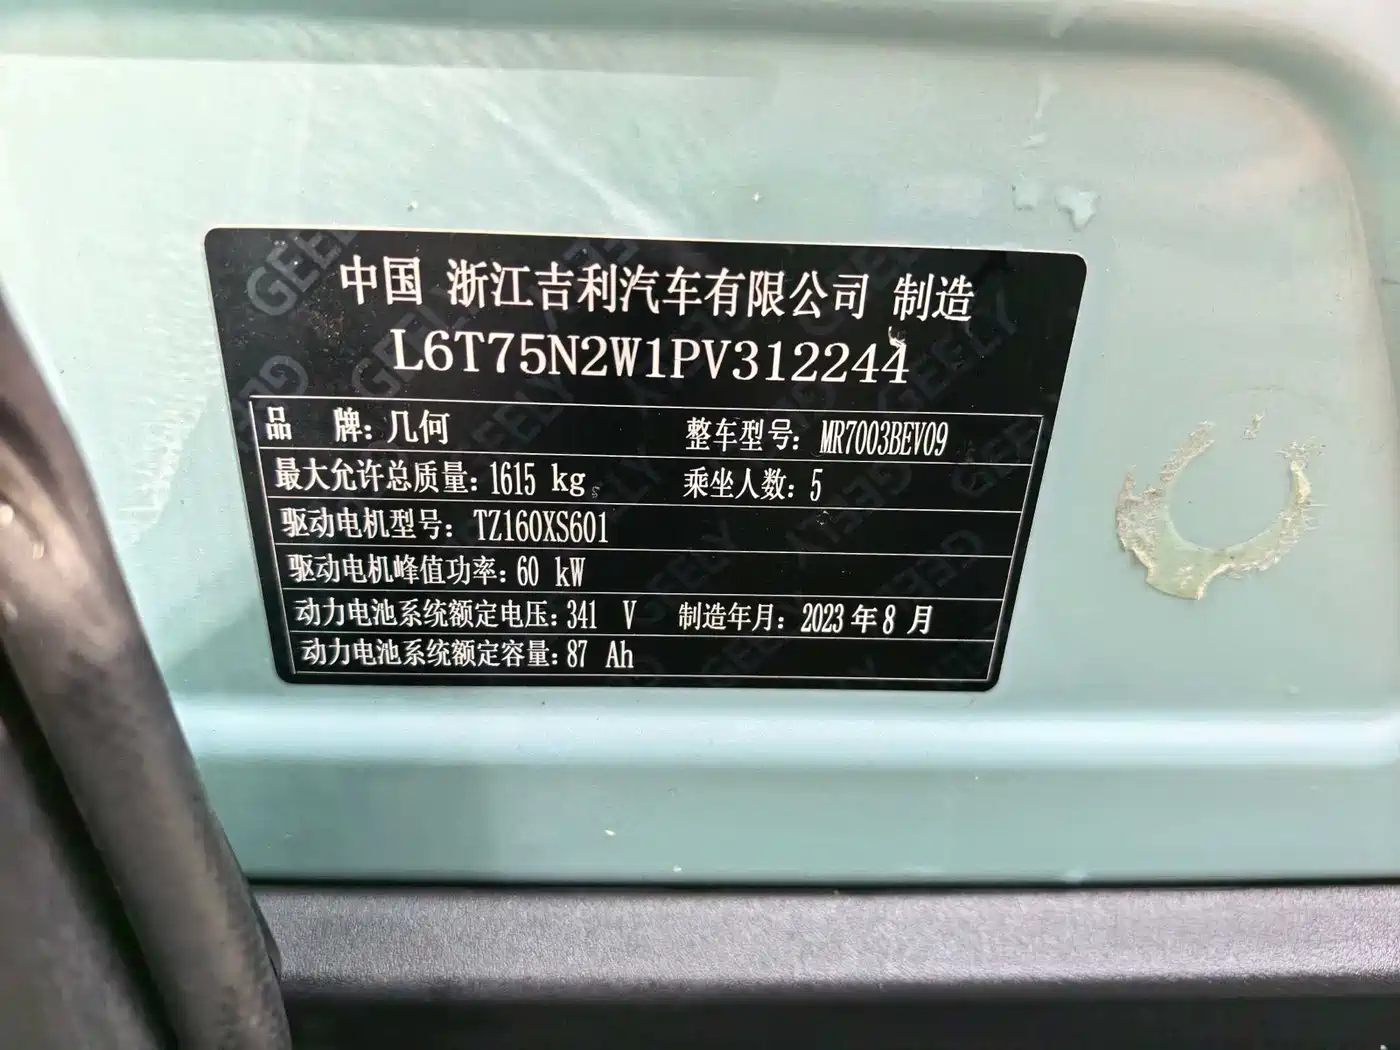 中国 浙江吉利汽车有限公司 制造
L6T75N2W1PV312244
品 牌: 几何 整车型号: MR7003BEV09
最大允许总质量: 1615 kg 乘坐人数: 5
驱动电机型号: TZ160XS601
驱动电机峰值功率: 60 kW
动力电池系统额定电压: 341 V 制造年月: 2023 年 8 月
动力电池系统额定容量: 87 Ah